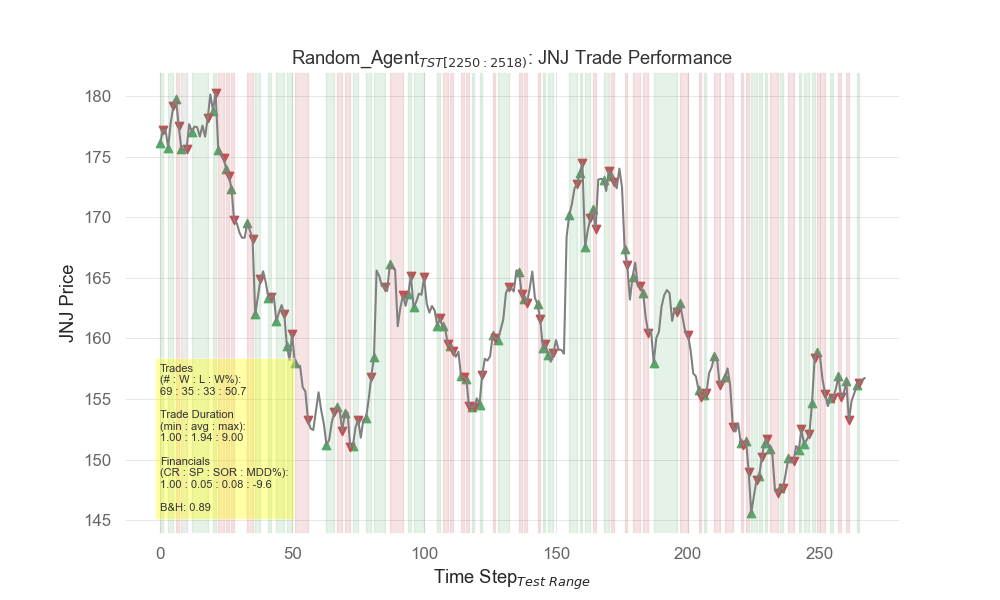 Random_Agent TST[2250 : 2518): JNJ Trade Performance
JNJ Price
180
175
170
165
160
155
150
145
Trades
(# : W : L : W%):
69 : 35 : 33 : 50.7
Trade Duration
(min : avg : max):
1.00 : 1.94 : 9.00
Financials
(CR : SP : SOR : MDD%):
1.00 : 0.05 : 0.08 : -9.6
B&H: 0.89
0 50 100 150 200 250
Time Step Test Range